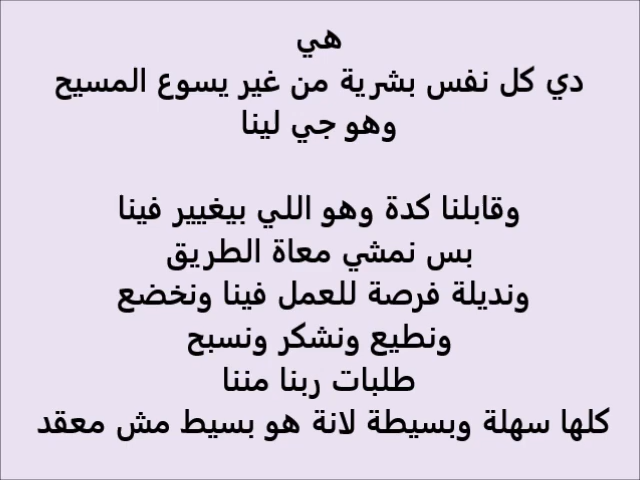 هي
دي كل نفس بشرية من غير يسوع المسيح
وهو جي لينا
وقابلنا كدة وهو اللي بيغيير فينا
بس نمشي معاة الطريق
ونديلة فرصة للعمل فينا ونخضع
ونطيع ونشكر ونسبح
طلبات ربنا مننا
كلها سهلة وبسيطة لانة هو بسيط مش معقد